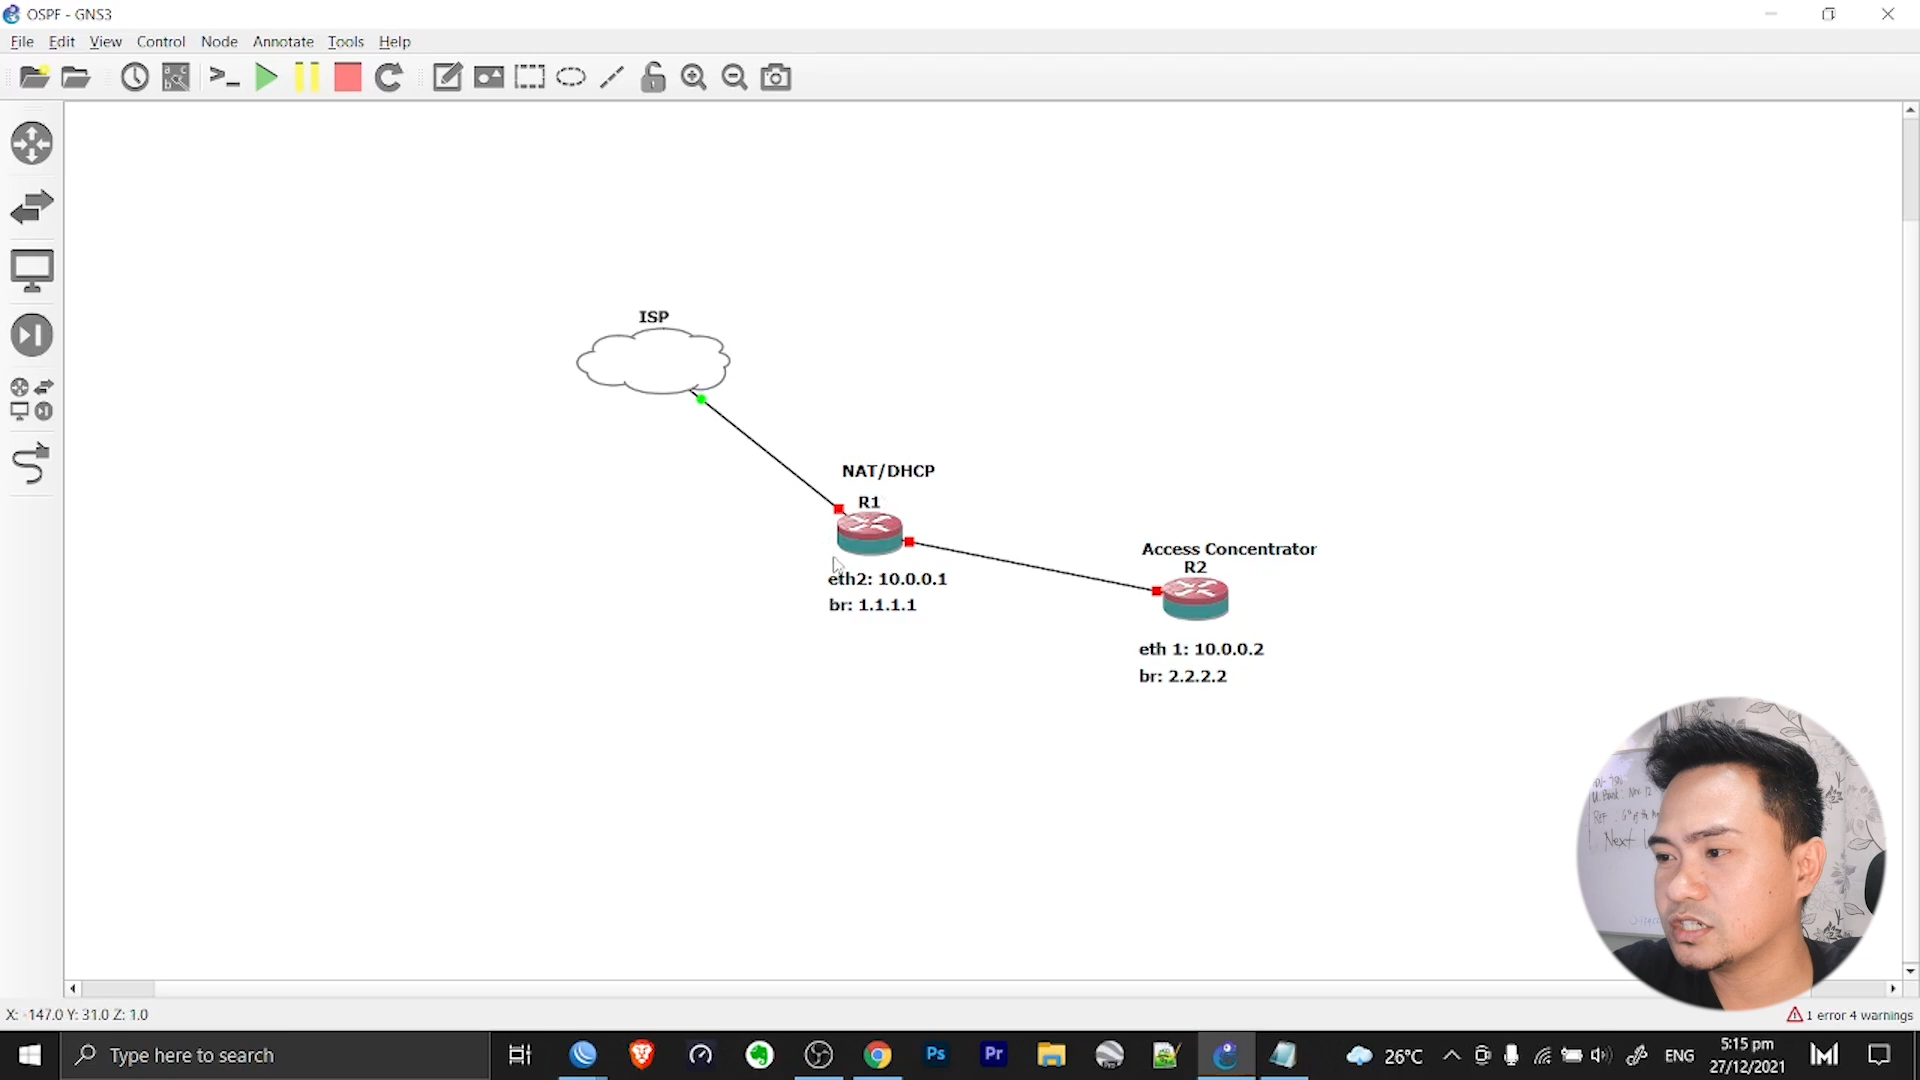 OSPF - GNS3
File Edit View Control Node Annotate Tools Help
ISP
NAT/DHCP
R1
eth2: 10.0.0.1
br: 1.1.1.1
Access Concentrator
R2
eth 1: 10.0.0.2
br: 2.2.2.2
Next
X: -147.0 Y: 31.0 Z: 1.0
1 error 4 warnings
Type here to search
Ps
Pr
26°C
ENG
5:15 pm
27/12/2021